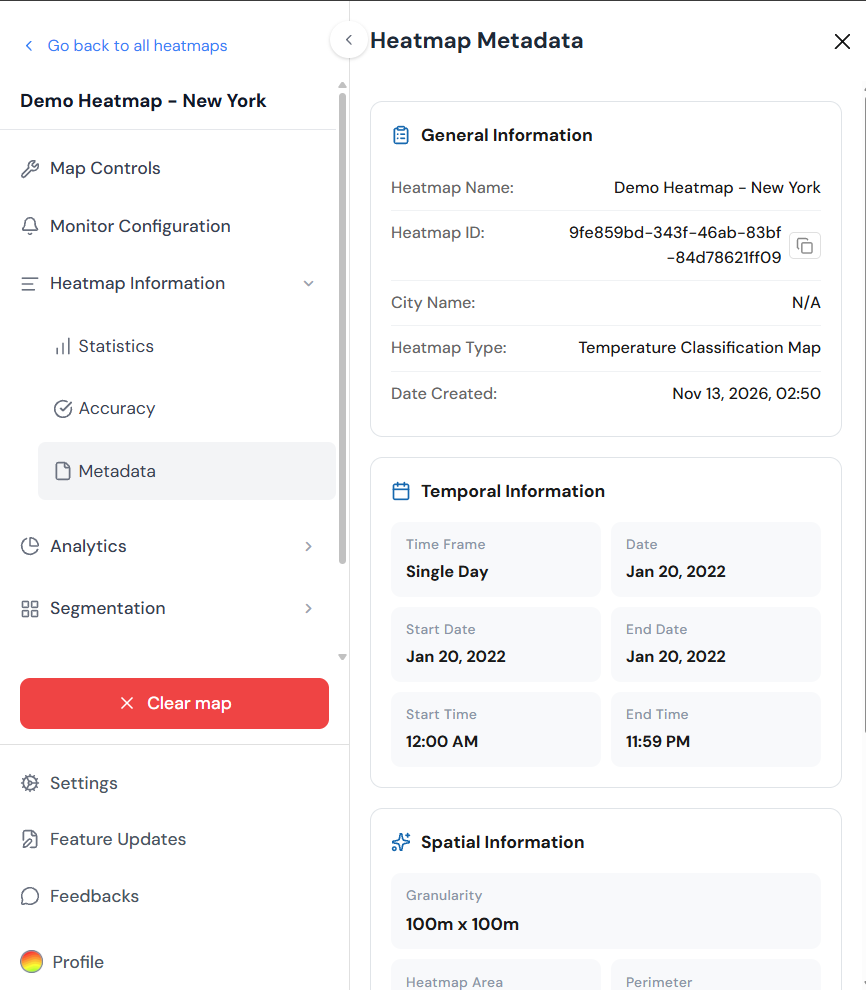 Go back to all heatmaps
Demo Heatmap - New York
Map Controls
Monitor Configuration
Heatmap Information
Statistics
Accuracy
Metadata
Analytics
Segmentation
Clear map
Settings
Feature Updates
Feedbacks
Profile
Heatmap Metadata
General Information
Heatmap Name: Demo Heatmap - New York
Heatmap ID: 9fe859bd-343f-46ab-83bf
-84d78621ff09
City Name: N/A
Heatmap Type: Temperature Classification Map
Date Created: Nov 13, 2026, 02:50
Temporal Information
Time Frame
Single Day
Date
Jan 20, 2022
Start Date
Jan 20, 2022
End Date
Jan 20, 2022
Start Time
12:00 AM
End Time
11:59 PM
Spatial Information
Granularity
100m x 100m
Heatmap Area
Perimeter